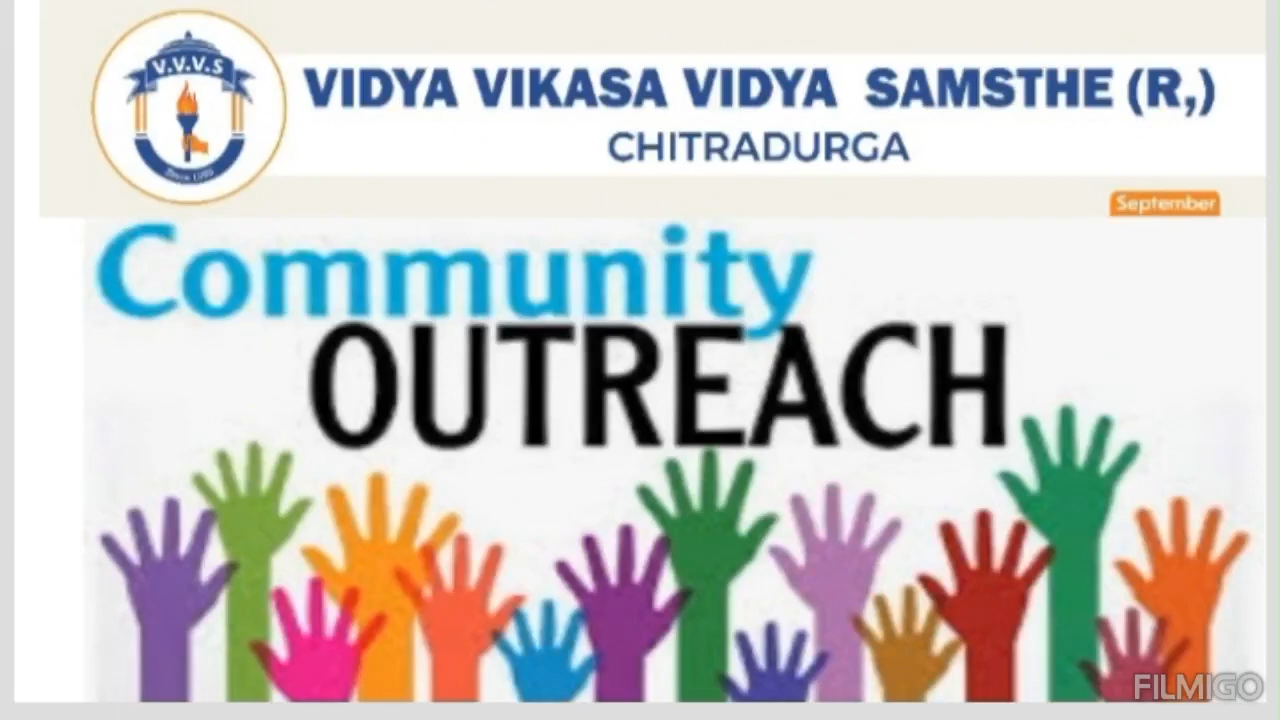 V.V.V.S
VIDYA VIKASA VIDYA SAMSTHE (R,)
CHITRADURGA
September
Community
OUTREACH
FILMIGO